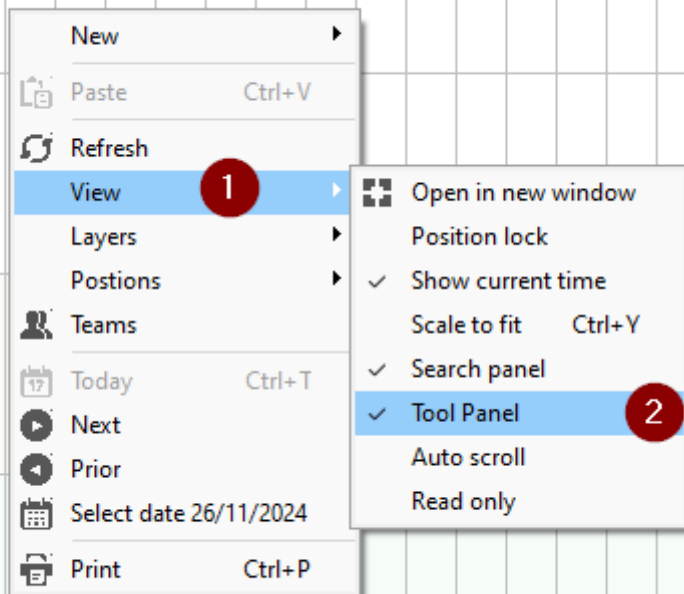 New
Paste Ctrl+V
Refresh
View 1
Layers
Postions
Teams
17 Today Ctrl+T
Next
Prior
Select date 26/11/2024
Print Ctrl+P
Open in new window
Position lock
Show current time
Scale to fit Ctrl+Y
Search panel
Tool Panel 2
Auto scroll
Read only